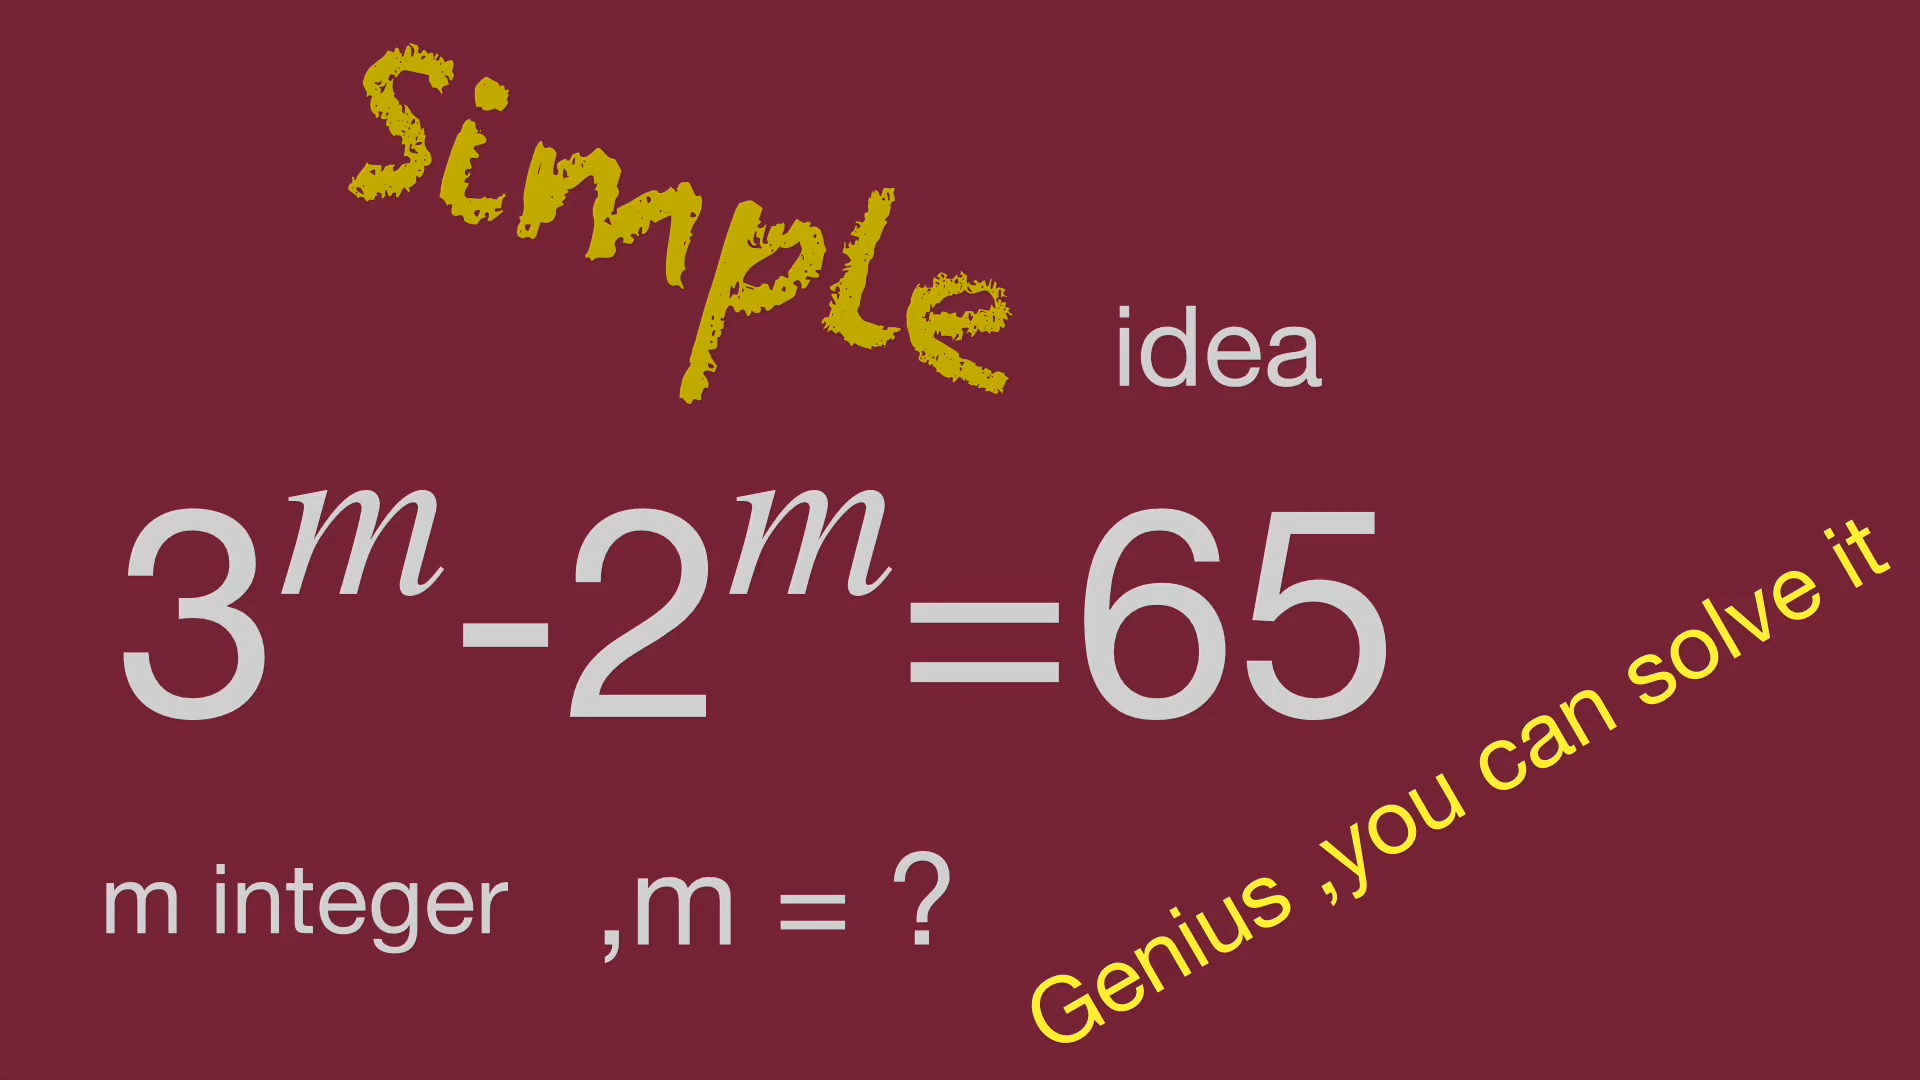 Simple idea
3^m-2^m=65
m integer ,m = ?
Genius ,you can solve it